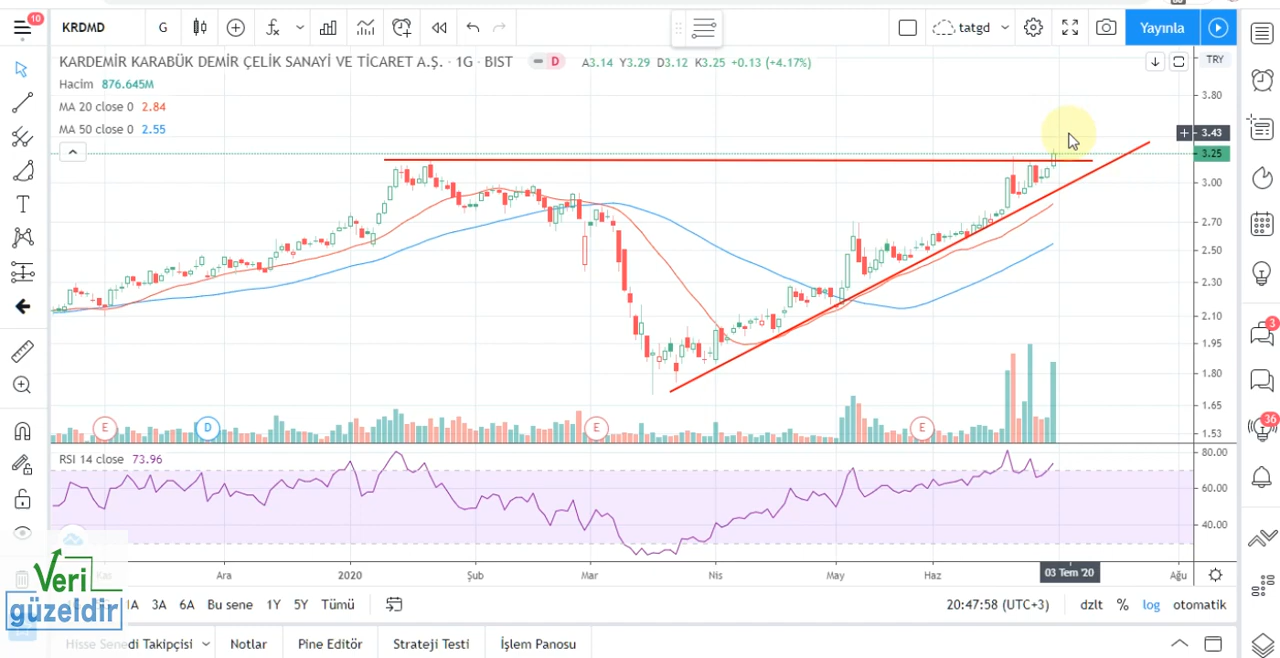 10
KRDMD G tatgd Yayınla
KARDEMİR KARABÜK DEMİR ÇELİK SANAYİ VE TİCARET A.Ş. · 1G · BIST D A3.14 Y3.29 D3.12 K3.25 +0.13 (+4.17%) TRY
Hacim 876.645M
MA 20 close 0 2.84
MA 50 close 0 2.55
3.80
3.43
3.25
3.00
2.70
2.50
2.30
2.10
1.95
1.80
1.65
1.53
E D E E
RSI 14 close 73.96
80.00
60.00
40.00
Ara 2020 Şub Mar Nis May Haz 03 Tem '20 Ağu
3A 6A Bu sene 1Y 5Y Tümü 20:47:58 (UTC+3) dzlt % log otomatik
Hisse Senedi Takipçisi Notlar Pine Editör Strateji Testi İşlem Panosu
3
36
Veri
güzeldir